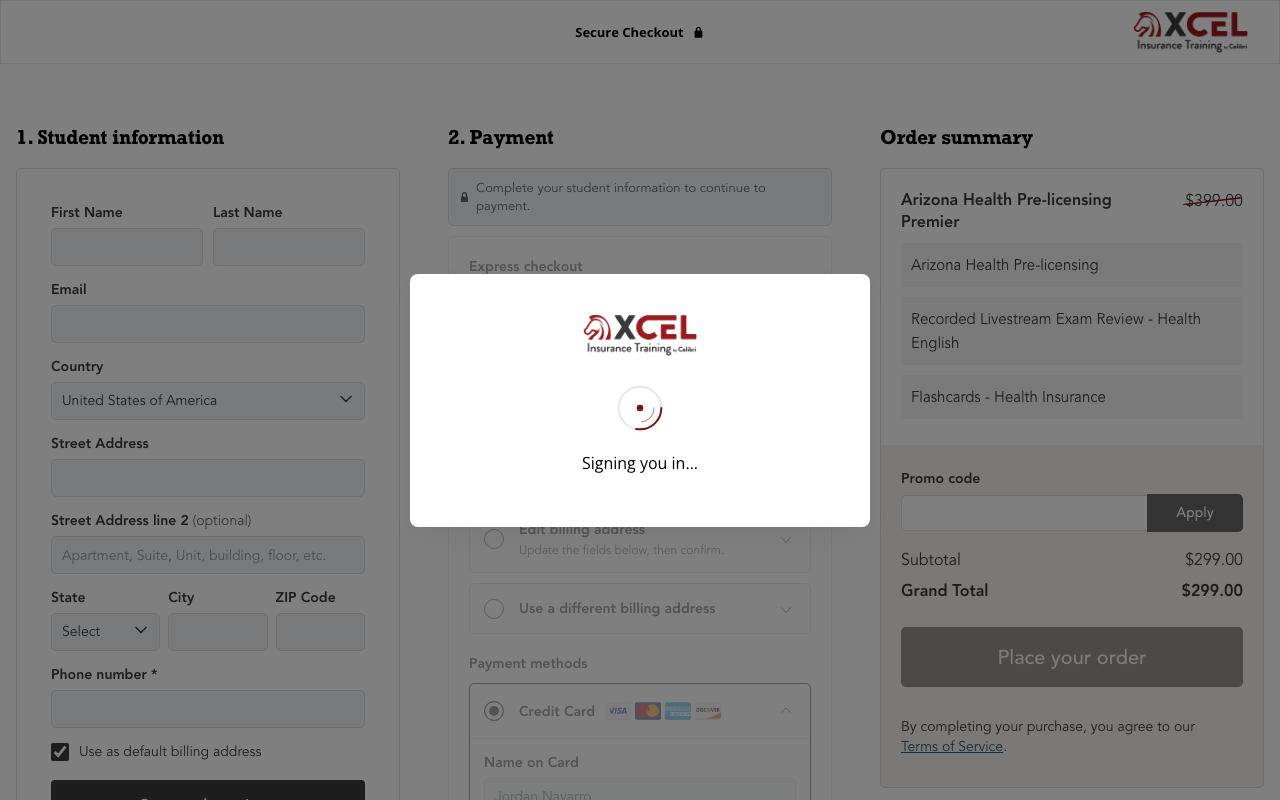 Secure Checkout
XCEL
Insurance Training by Calibri
1. Student information
First Name
Last Name
Email
Country
United States of America
Street Address
Street Address line 2 (optional)
Apartment, Suite, Unit, building, floor, etc.
State
City
ZIP Code
Select
Phone number *
Use as default billing address
2. Payment
Complete your student information to continue to
payment.
Express checkout
XCEL
Insurance Training by Calibri
Signing you in...
Edit billing address
Update the fields below, then confirm.
Use a different billing address
Payment methods
Credit Card
VISA
DISCOVER
Name on Card
Jordan Navarro
Order summary
Arizona Health Pre-licensing
Premier
$399.00
Arizona Health Pre-licensing
Recorded Livestream Exam Review - Health
English
Flashcards - Health Insurance
Promo code
Apply
Subtotal
$299.00
Grand Total
$299.00
Place your order
By completing your purchase, you agree to our
Terms of Service.